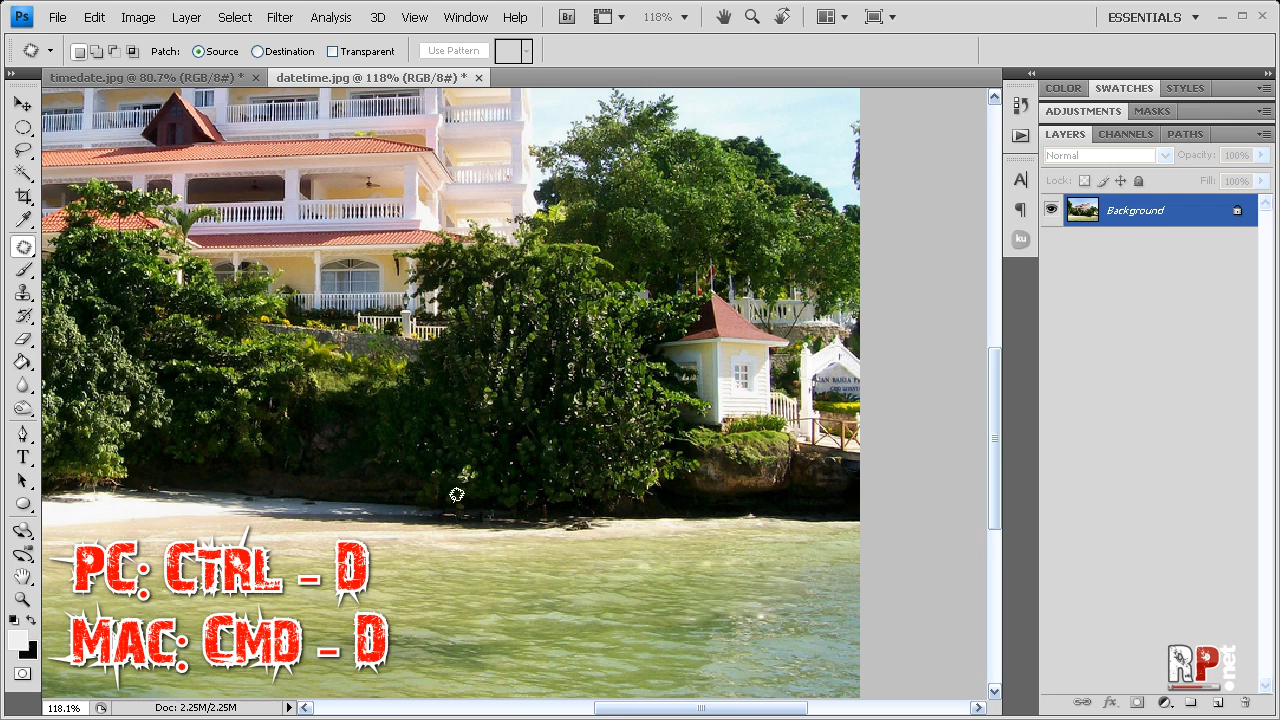 Ps File Edit Image Layer Select Filter Analysis 3D View Window Help Br 118% ESSENTIALS
Patch: Source Destination Transparent Use Pattern
timedate.jpg @ 80.7% (RGB/8#) * datetime.jpg @ 118% (RGB/8#) *
COLOR SWATCHES STYLES
ADJUSTMENTS MASKS
LAYERS CHANNELS PATHS
Normal Opacity: 100%
Lock: Fill: 100%
Background
ku
PC: Ctrl - D
Mac: Cmd - D
RP.net
118.1% Doc: 2.25M/2.25M